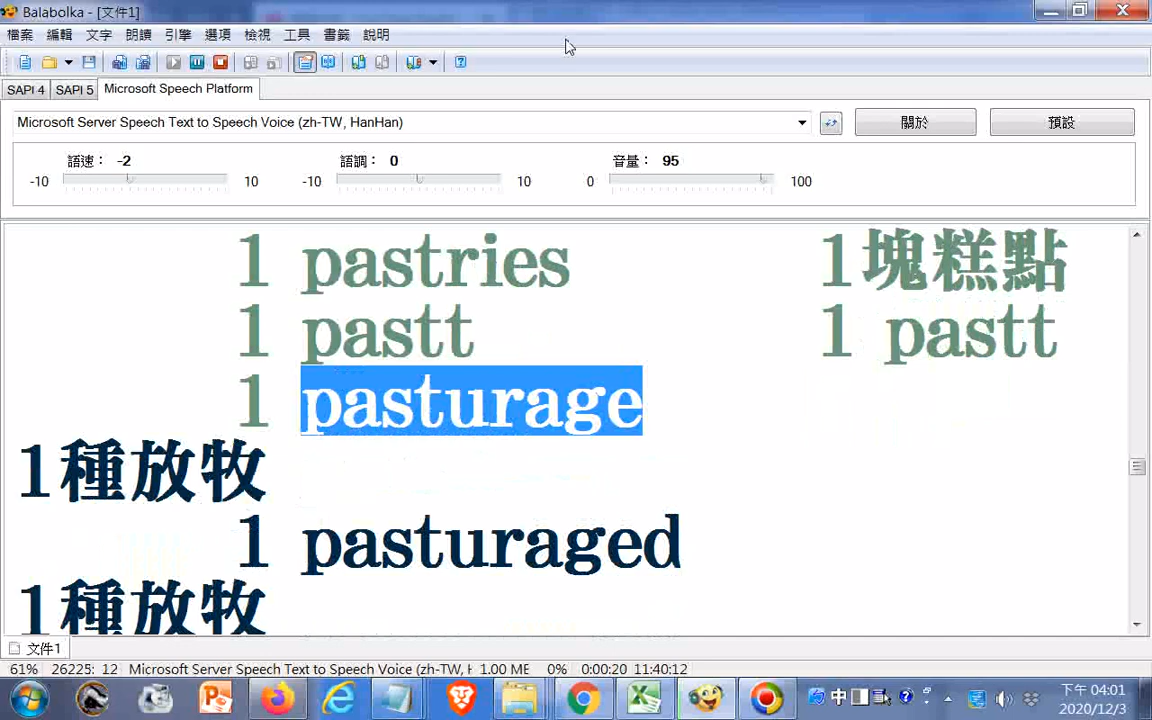 Balabolka - [文件1]
檔案 編輯 文字 朗讀 引擎 選項 檢視 工具 書籤 說明
SAPI 4 SAPI 5 Microsoft Speech Platform
Microsoft Server Speech Text to Speech Voice (zh-TW, HanHan) 關於 預設
語速： -2 語調： 0 音量： 95
-10 10 -10 10 0 100
1 pastries 1塊糕點
1 pastt 1 pastt
1 pasturage
1種放牧
1 pasturaged
1種放牧
文件1
61% 26225: 12 Microsoft Server Speech Text to Speech Voice (zh-TW, H 1.00 ME 0% 0:00:20 11:40:12
中 下午 04:01
2020/12/3